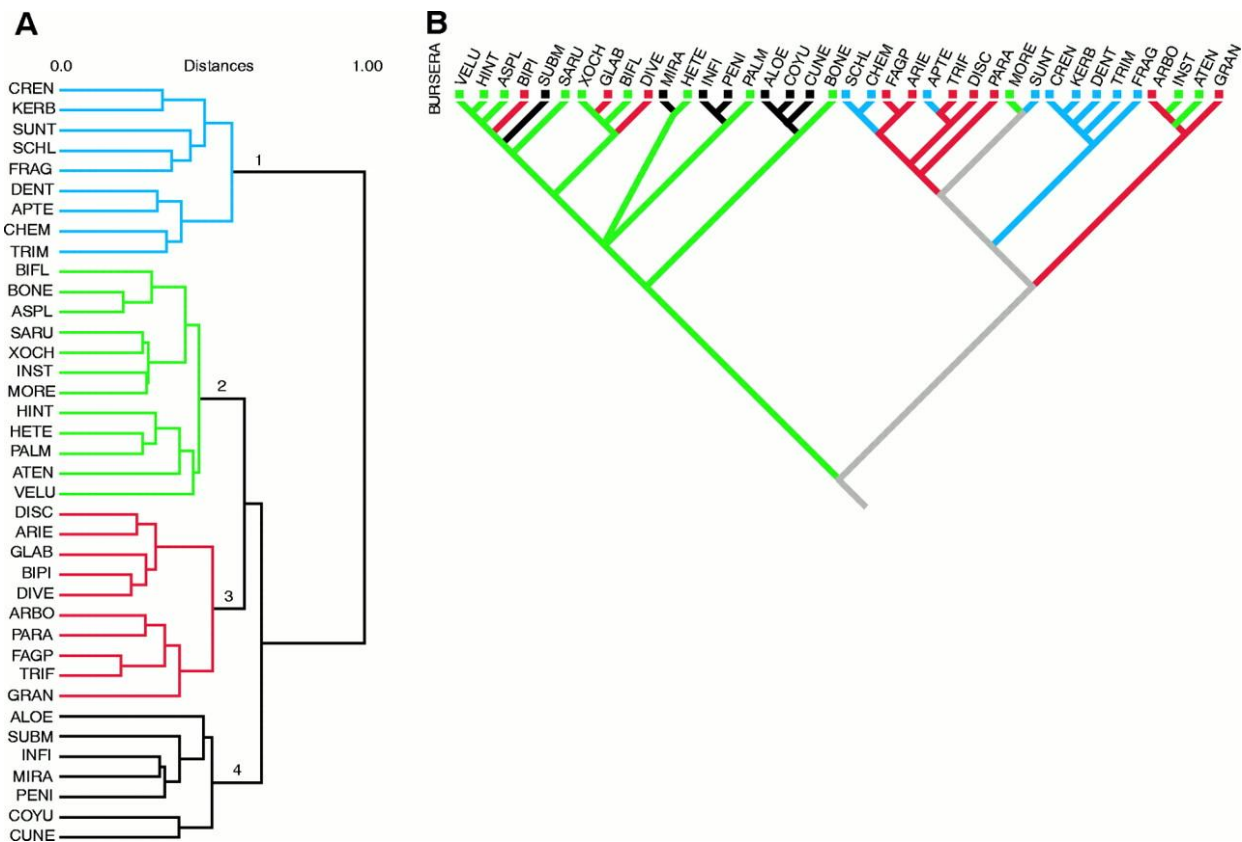 A
0.0 Distances 1.00
CREN
KERB
SUNT
SCHL
FRAG
DENT
APTE
CHEM
TRIM
BIFL
BONE
ASPL
SARU
XOCH
INST
MORE
HINT
HETE
PALM
ATEN
VELU
DISC
ARIE
GLAB
BIPI
DIVE
ARBO
PARA
FAGP
TRIF
GRAN
ALOE
SUBM
INFI
MIRA
PENI
COYU
CUNE
1
2
3
4
B
BURSERA
VELU
HINT
ASPL
BIPI
SUBM
SARU
XOCH
GLAB
BIFL
DIVE
MIRA
HETE
INFI
PENI
PALM
ALOE
COYU
CUNE
BONE
SCHL
CHEM
FAGP
ARIE
APTE
TRIF
DISC
PARA
MORE
SUNT
CREN
KERB
DENT
TRIM
FRAG
ARBO
INST
ATEN
GRAN